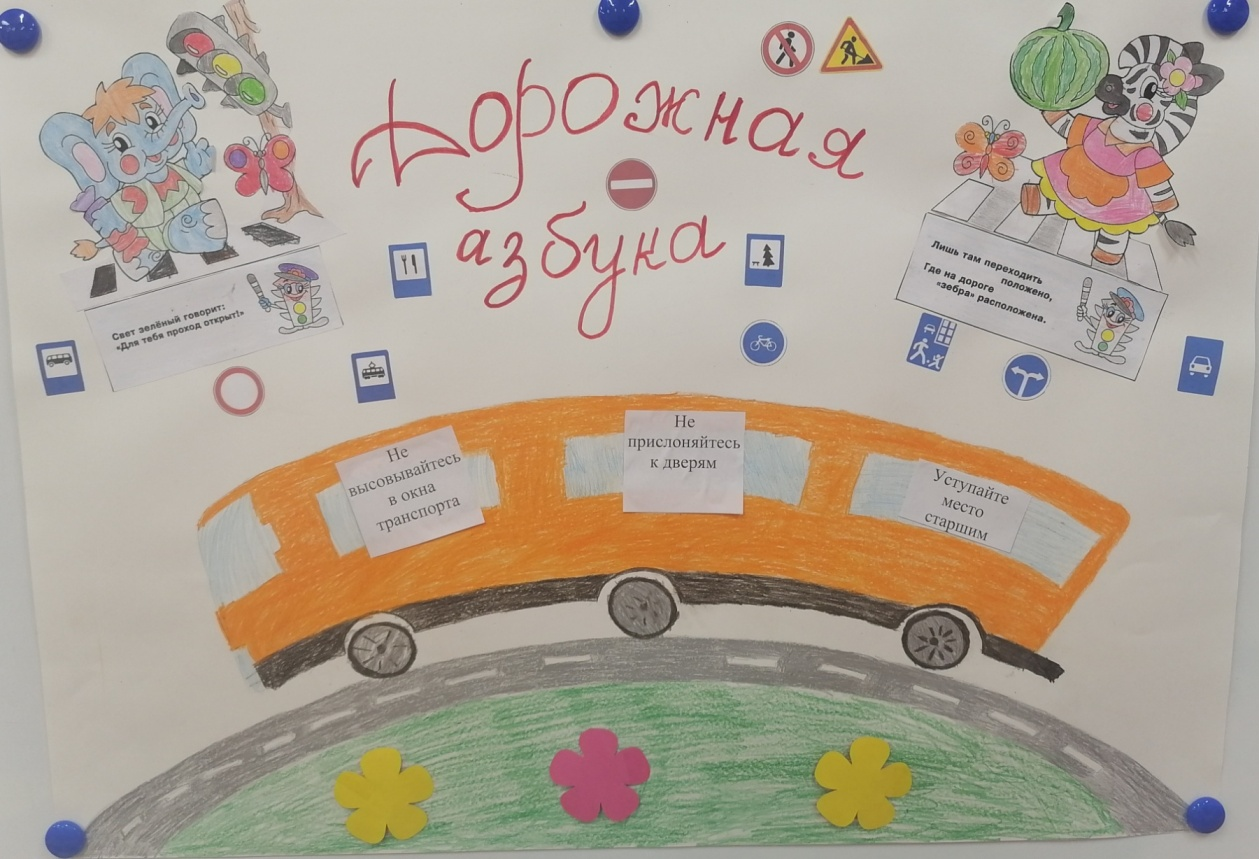 Дорожная
азбука
Свет зелёный говорит:
«Для тебя проход открыт!»
Лишь там переходить
положено,
Где на дороге
«зебра» расположена.
Не
высовывайтесь
в окна
транспорта
Не
прислоняйтесь
к дверям
Уступайте
место
старшим